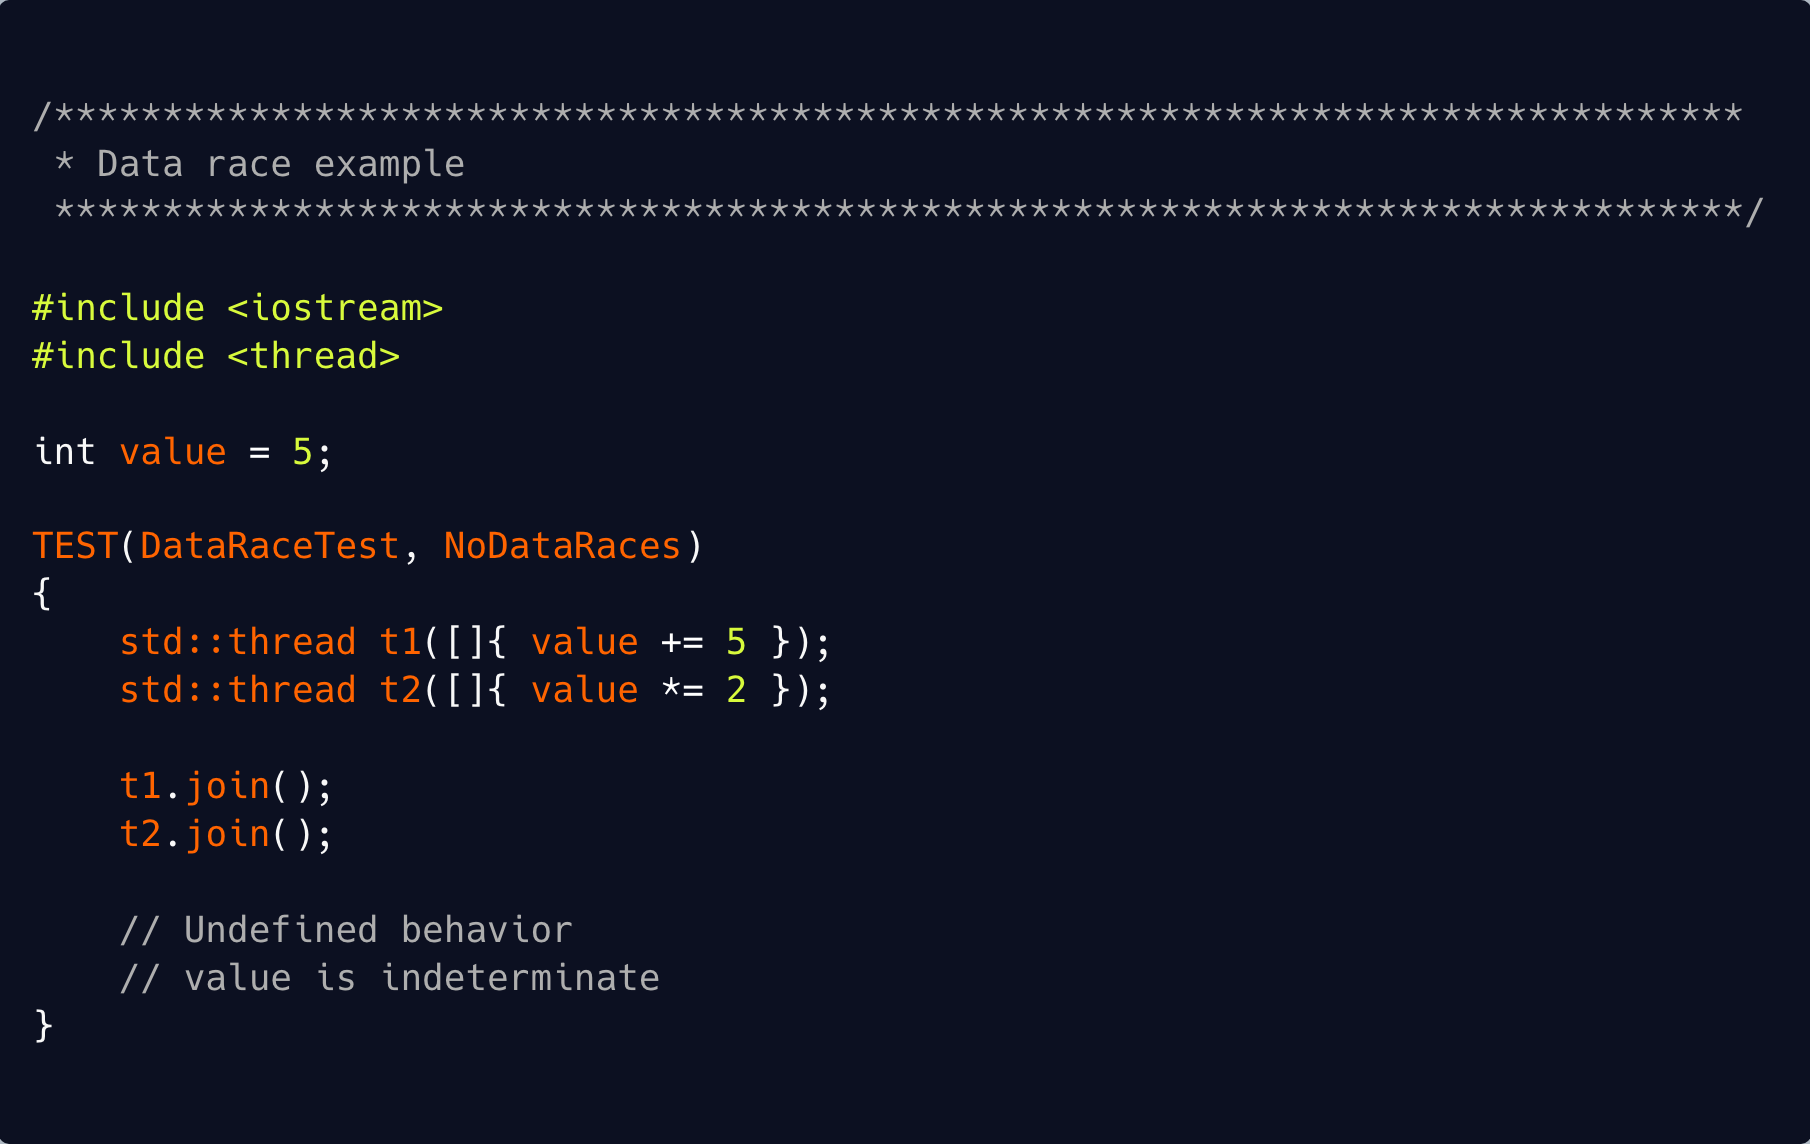 /******************************************************************************
 * Data race example
 ******************************************************************************/
#include <iostream>
#include <thread>
int value = 5;
TEST(DataRaceTest, NoDataRaces)
{
    std::thread t1([]{ value += 5 });
    std::thread t2([]{ value *= 2 });
    t1.join();
    t2.join();
    // Undefined behavior
    // value is indeterminate
}